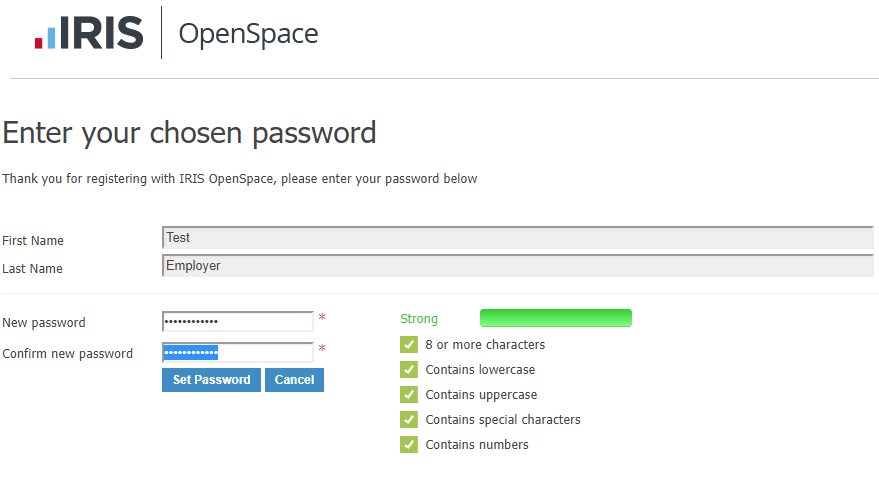 IRIS OpenSpace
Enter your chosen password
Thank you for registering with IRIS OpenSpace, please enter your password below
First Name Test
Last Name Employer
New password •••••••••••• * Strong
8 or more characters
Confirm new password •••••••••••• *
Contains lowercase
Set Password Cancel
Contains uppercase
Contains special characters
Contains numbers